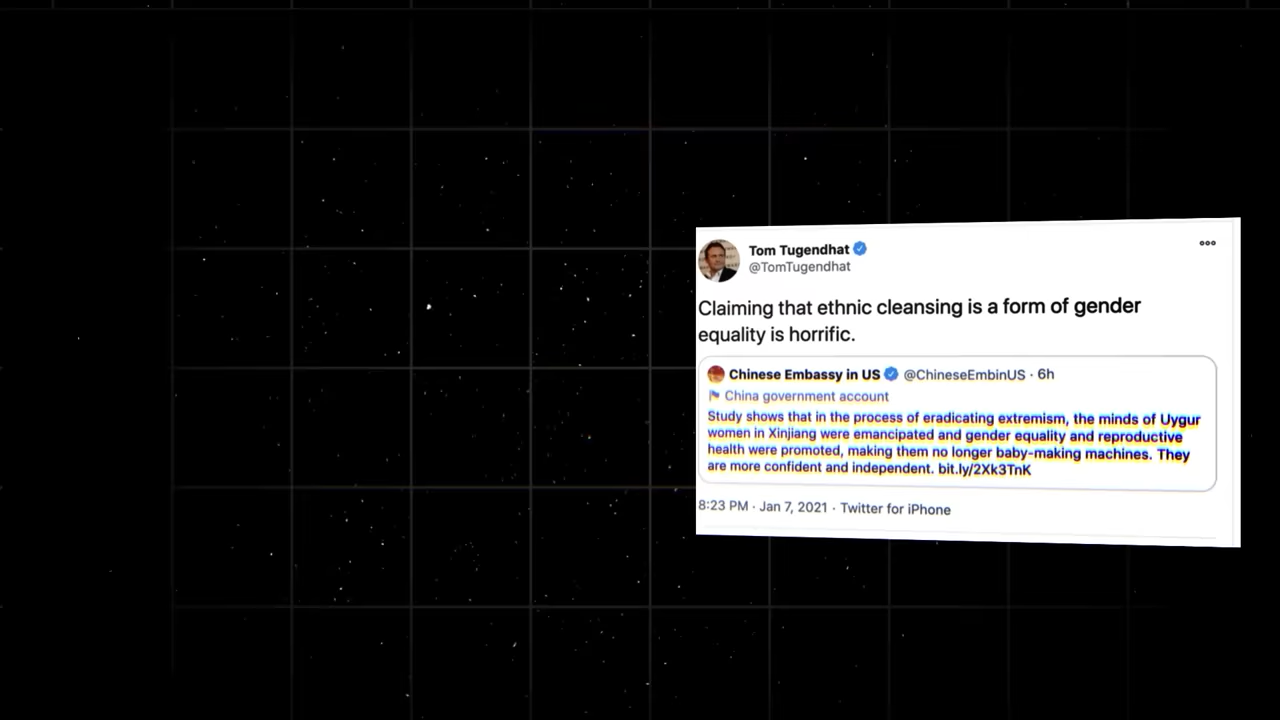 Tom Tugendhat
@TomTugendhat
Claiming that ethnic cleansing is a form of gender
equality is horrific.
Chinese Embassy in US @ChineseEmbinUS · 6h
China government account
Study shows that in the process of eradicating extremism, the minds of Uygur
women in Xinjiang were emancipated and gender equality and reproductive
health were promoted, making them no longer baby-making machines. They
are more confident and independent. bit.ly/2Xk3TnK
8:23 PM · Jan 7, 2021 · Twitter for iPhone